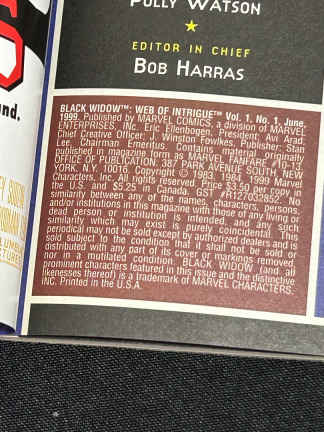 POLLY WATSON
EDITOR IN CHIEF
BOB HARRAS
BLACK WIDOW™: WEB OF INTRIGUE™ Vol. 1, No. 1, June,
1999. Published by MARVEL COMICS, a division of MARVEL
ENTERPRISES, INC. Eric Ellenbogen, President; Avi Arad,
Chief Creative Officer; J. Winston Fowlkes, Publisher; Stan
Lee, Chairman Emeritus. Contains material originally
published in magazine form as MARVEL FANFARE #10-13.
OFFICE OF PUBLICATION: 387 PARK AVENUE SOUTH, NEW
YORK, N.Y. 10016. Copyright © 1983, 1984, 1999 Marvel
Characters, Inc. All rights reserved. Price $3.50 per copy in
the U.S. and $5.25 in Canada. GST #R127032852. No
similarity between any of the names, characters, persons,
and/or institutions in this magazine with those of any living or
dead person or institution is intended, and any such
similarity which may exist is purely coincidental. This
periodical may not be sold except by authorized dealers and is
sold subject to the condition that it shall not be sold or
distributed with any part of its cover or markings removed,
nor in a mutilated condition. BLACK WIDOW (and all
prominent characters featured in this issue and the distinctive
likenesses thereof) is a trademark of MARVEL CHARACTERS,
INC. Printed in the U.S.A.
S
nd.